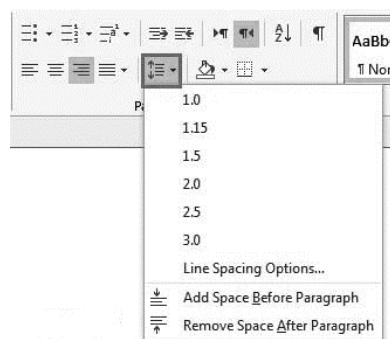 AaBb
¶ Nor
Pa
1.0
1.15
1.5
2.0
2.5
3.0
Line Spacing Options...
Add Space Before Paragraph
Remove Space After Paragraph